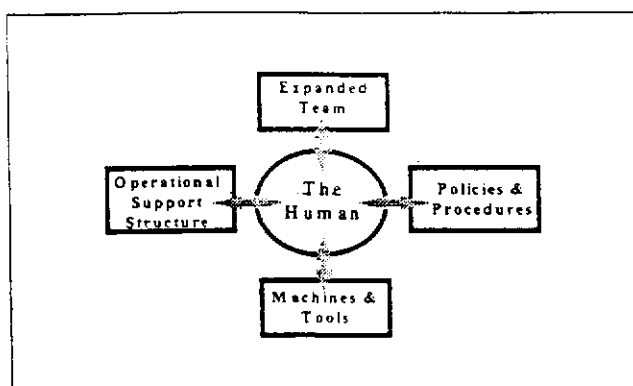 Expanded
Team
Operational
Support
Structure
The
Human
Policies &
Procedures
Machines &
Tools